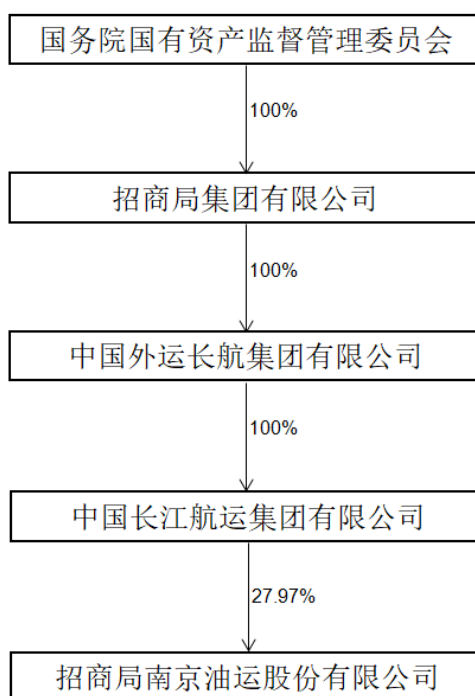 国务院国有资产监督管理委员会
100%
招商局集团有限公司
100%
中国外运长航集团有限公司
100%
中国长江航运集团有限公司
27.97%
招商局南京油运股份有限公司